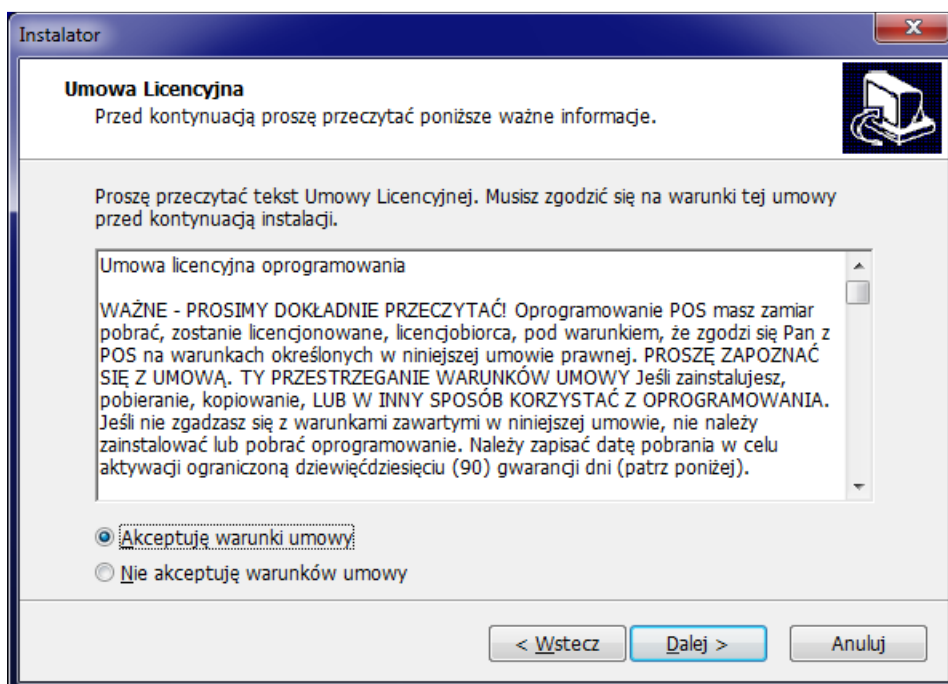 Instalator
Umowa Licencyjna
Przed kontynuacją proszę przeczytać poniższe ważne informacje.
Proszę przeczytać tekst Umowy Licencyjnej. Musisz zgodzić się na warunki tej umowy
przed kontynuacją instalacji.
Umowa licencyjna oprogramowania
WAŻNE - PROSIMY DOKŁADNIE PRZECZYTAĆ! Oprogramowanie POS masz zamiar
pobrać, zostanie licencjonowane, licencjobiorca, pod warunkiem, że zgodzi się Pan z
POS na warunkach określonych w niniejszej umowie prawnej. PROSZĘ ZAPOZNAĆ
SIĘ Z UMOWĄ. TY PRZESTRZEGANIE WARUNKÓW UMOWY Jeśli zainstalujesz,
pobieranie, kopiowanie, LUB W INNY SPOSÓB KORZYSTAĆ Z OPROGRAMOWANIA.
Jeśli nie zgadzasz się z warunkami zawartymi w niniejszej umowie, nie należy
zainstalować lub pobrać oprogramowanie. Należy zapisać datę pobrania w celu
aktywacji ograniczoną dziewięćdziesięciu (90) gwarancji dni (patrz poniżej).
Akceptuję warunki umowy
Nie akceptuję warunków umowy
< Wstecz Dalej > Anuluj